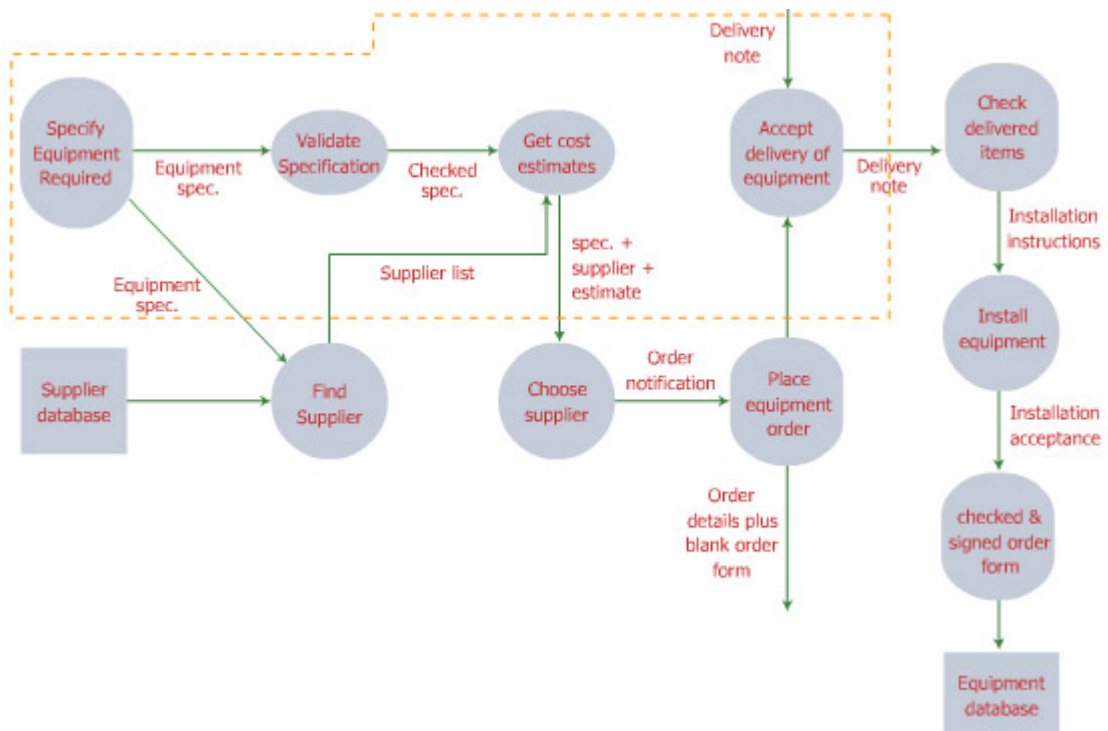 Delivery
note
Specify
Equipment
Required
Equipment
spec.
Validate
Specification
Checked
spec.
Get cost
estimates
Accept
delivery of
equipment
Delivery
note
Check
delivered
items
Equipment
spec.
Supplier list
spec. +
supplier +
estimate
Installation
instructions
Install
equipment
Supplier
database
Find
Supplier
Choose
supplier
Order
notification
Place
equipment
order
Installation
acceptance
Order
details plus
blank order
form
checked &
signed order
form
Equipment
database